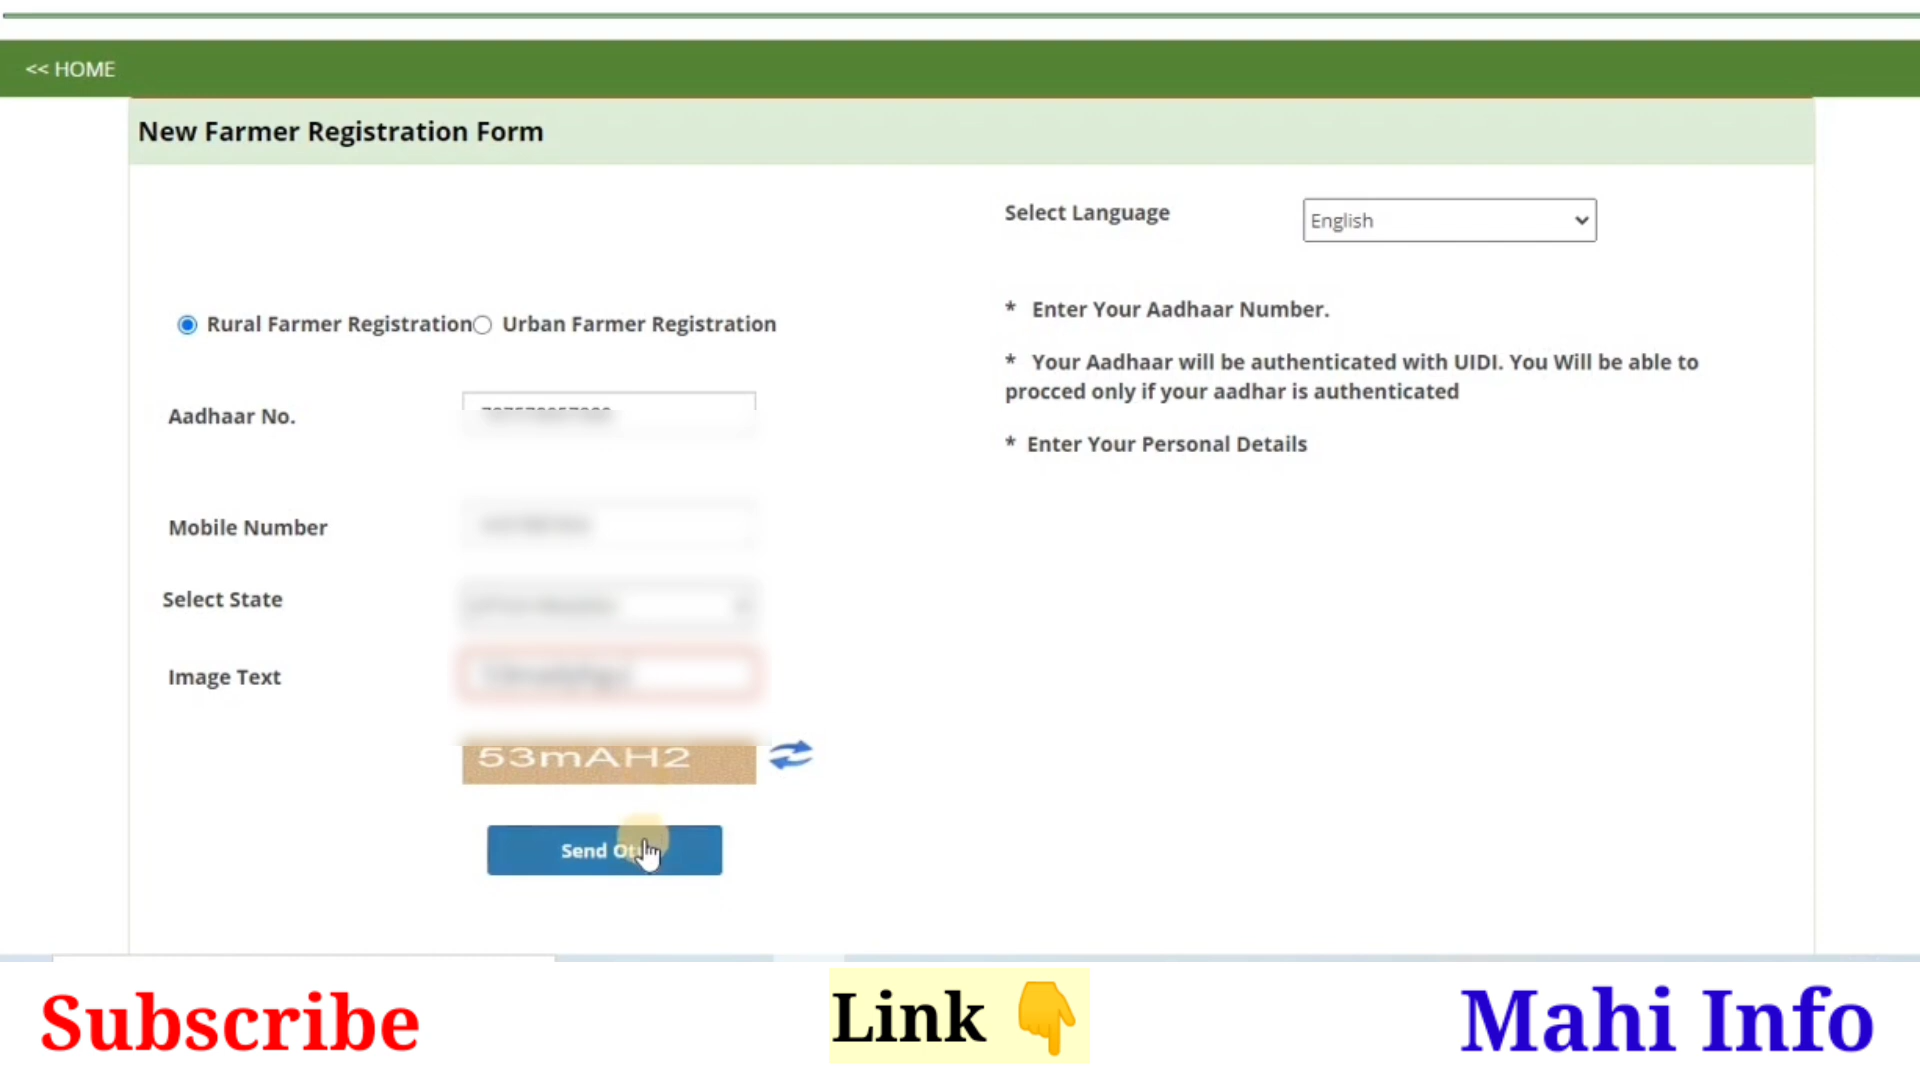 << HOME
New Farmer Registration Form
Select Language
English
Rural Farmer Registration Urban Farmer Registration
* Enter Your Aadhaar Number.
* Your Aadhaar will be authenticated with UIDI. You Will be able to
procced only if your aadhar is authenticated
* Enter Your Personal Details
Aadhaar No.
Mobile Number
Select State
Image Text
53mAH2
Send
Subscribe
Link 👇
Mahi Info